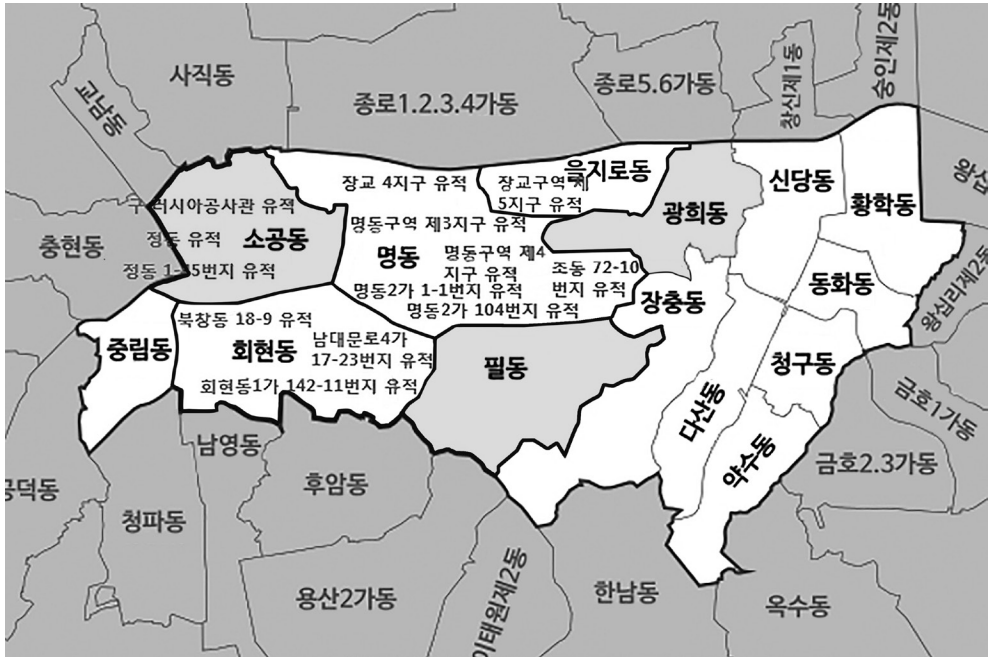 사직동
교남동
종로1.2.3.4가동
종로5.6가동
창신제1동
숭인제2동
장교 4지구 유적
장교구역 제
5지구 유적
을지로동
신당동
황학동
광희동
구 러시아공사관 유적
정동 유적
소공동
정동 1-45번지 유적
충현동
명동구역 제3지구 유적
명동
명동구역 제4
지구 유적
조동 72-10
번지 유적
명동2가 1-1번지 유적
명동2가 104번지 유적
장충동
동화동
왕십리제2동
북창동 18-9 유적
중림동
회현동
남대문로4가
17-23번지 유적
회현동1가 142-11번지 유적
필동
청구동
다산동
약수동
금호1가동
금호2.3가동
남영동
후암동
공덕동
청파동
용산2가동
이태원제2동
한남동
옥수동